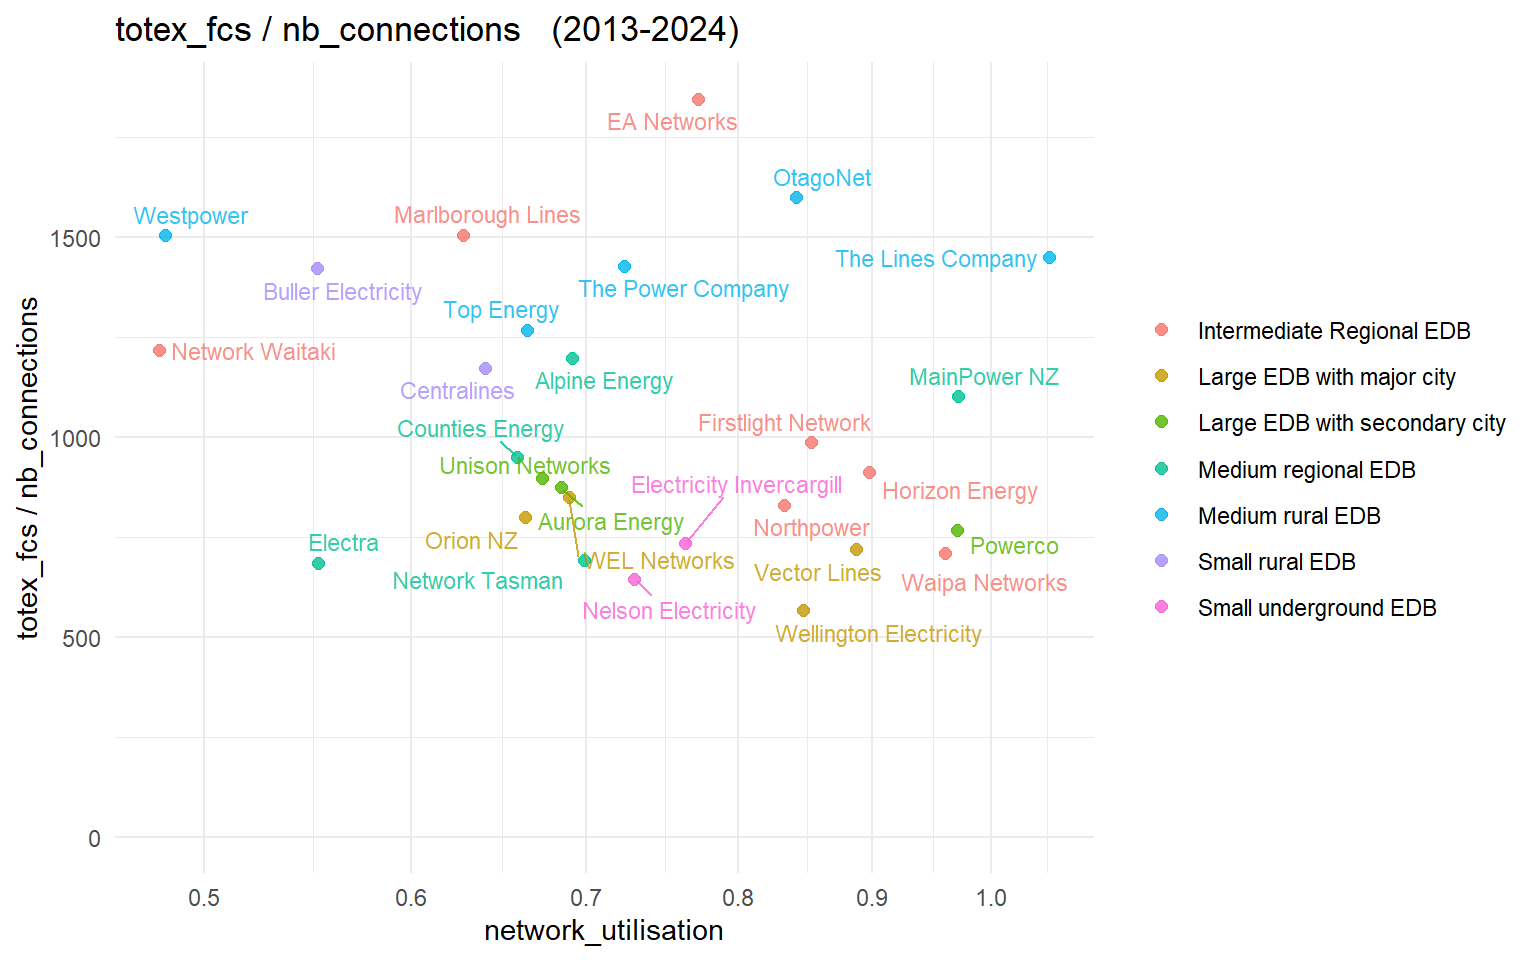 totex_fcs / nb_connections (2013-2024)
EA Networks
OtagoNet
Westpower
Marlborough Lines
1500
The Lines Company
Buller Electricity
The Power Company
Top Energy
Intermediate Regional EDB
Network Waitaki
Alpine Energy
MainPower NZ
Large EDB with major city
Centralines
Counties Energy
Firstlight Network
Large EDB with secondary city
1000
Unison Networks
Medium regional EDB
Electricity Invercargill
Horizon Energy
Aurora Energy
Northpower
Medium rural EDB
Orion NZ
Electra
Powerco
WEL Networks
Small rural EDB
Vector Lines
Network Tasman
Waipa Networks
Nelson Electricity
Small underground EDB
Wellington Electricity
500
0
totex_fcs / nb_connections
0.5 0.6 0.7 0.8 0.9 1.0
network_utilisation